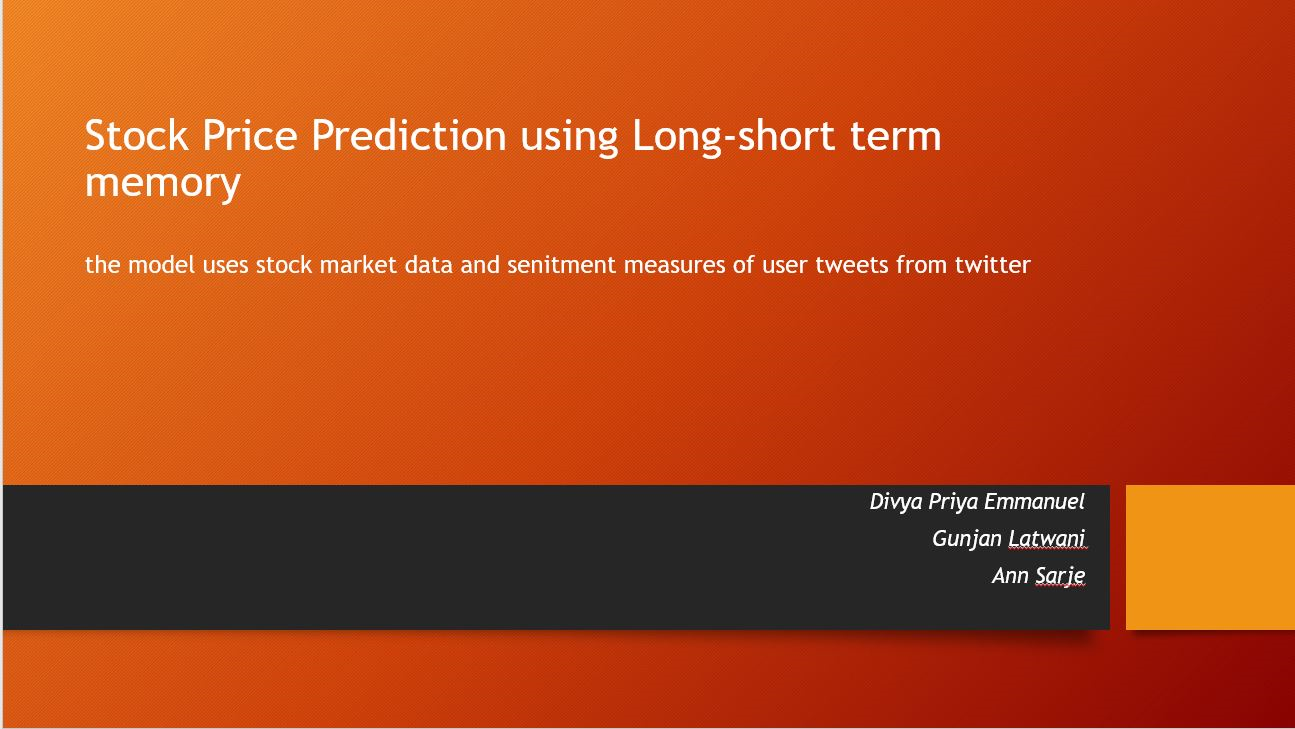 Stock Price Prediction using Long-short term
memory
the model uses stock market data and senitment measures of user tweets from twitter
Divya Priya Emmanuel
Gunjan Latwani
Ann Sarje